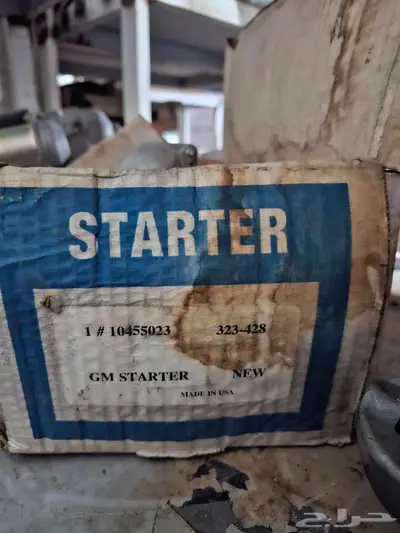 STARTER
1 # 10455023 323-428
GM STARTER NEW
MADE IN USA
حراج